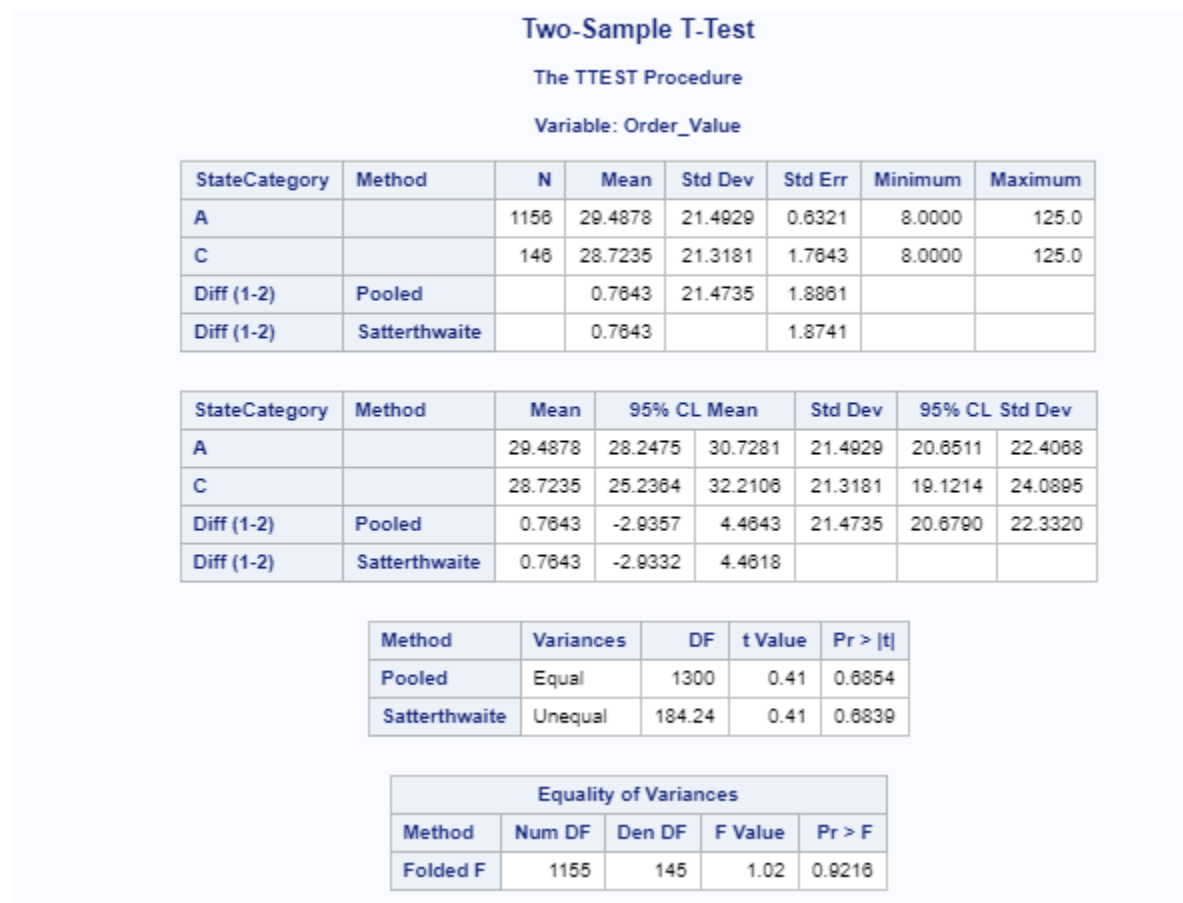 Two-Sample T-Test
The TTEST Procedure
Variable: Order_Value
StateCategory Method N Mean Std Dev Std Err Minimum Maximum
A 1156 29.4878 21.4929 0.6321 8.0000 125.0
C 146 28.7235 21.3181 1.7643 8.0000 125.0
Diff (1-2) Pooled 0.7643 21.4735 1.8861
Diff (1-2) Satterthwaite 0.7643 1.8741
StateCategory Method Mean 95% CL Mean Std Dev 95% CL Std Dev
A 29.4878 28.2475 30.7281 21.4929 20.6511 22.4068
C 28.7235 25.2364 32.2106 21.3181 19.1214 24.0895
Diff (1-2) Pooled 0.7643 -2.9357 4.4643 21.4735 20.6790 22.3320
Diff (1-2) Satterthwaite 0.7643 -2.9332 4.4618
Method Variances DF t Value Pr > |t|
Pooled Equal 1300 0.41 0.6854
Satterthwaite Unequal 184.24 0.41 0.6839
Equality of Variances
Method Num DF Den DF F Value Pr > F
Folded F 1155 145 1.02 0.9216